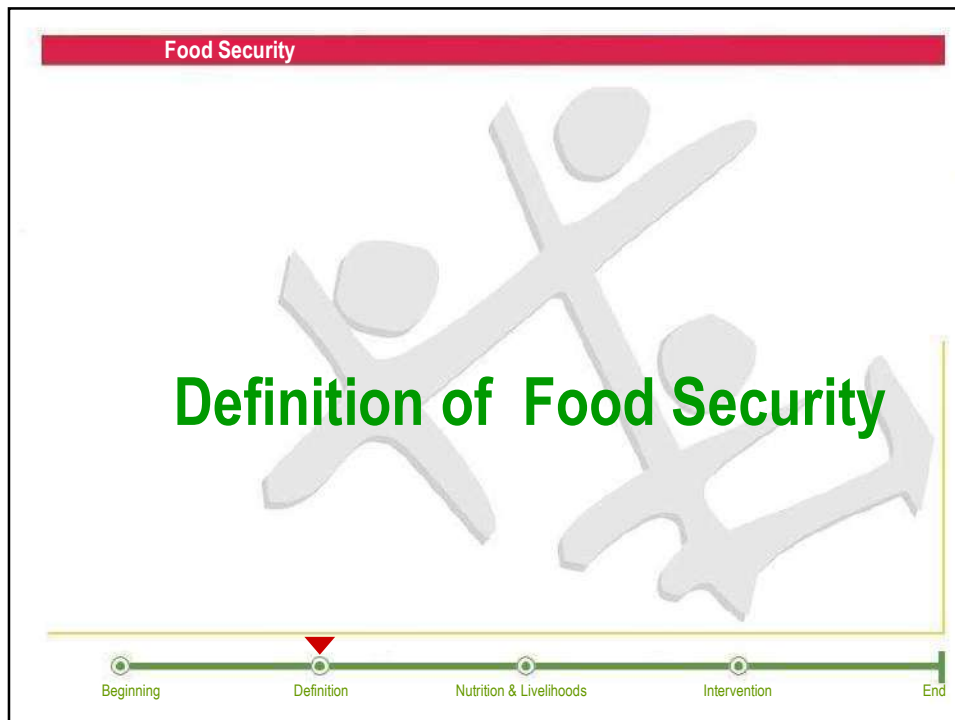 Food Security
Definition of  Food Security
Beginning Definition Nutrition & Livelihoods Intervention End